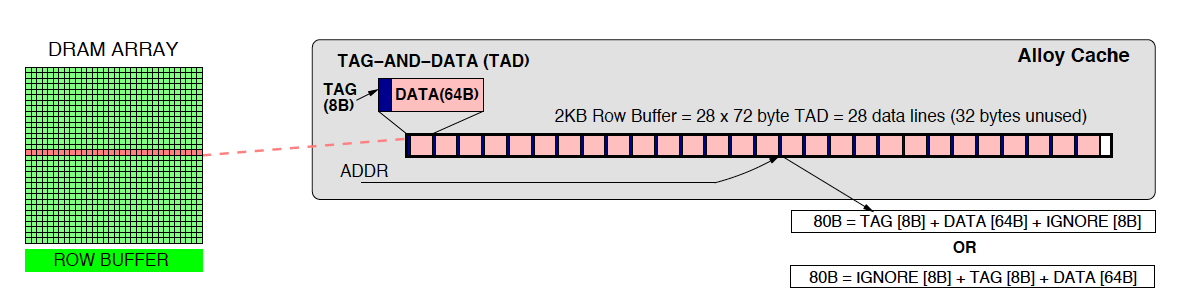 DRAM ARRAY
ROW BUFFER
Alloy Cache
TAG–AND–DATA (TAD)
TAG
(8B)
DATA(64B)
2KB Row Buffer = 28 x 72 byte TAD = 28 data lines (32 bytes unused)
ADDR
80B = TAG [8B] + DATA [64B] + IGNORE [8B]
OR
80B = IGNORE [8B] + TAG [8B] + DATA [64B]